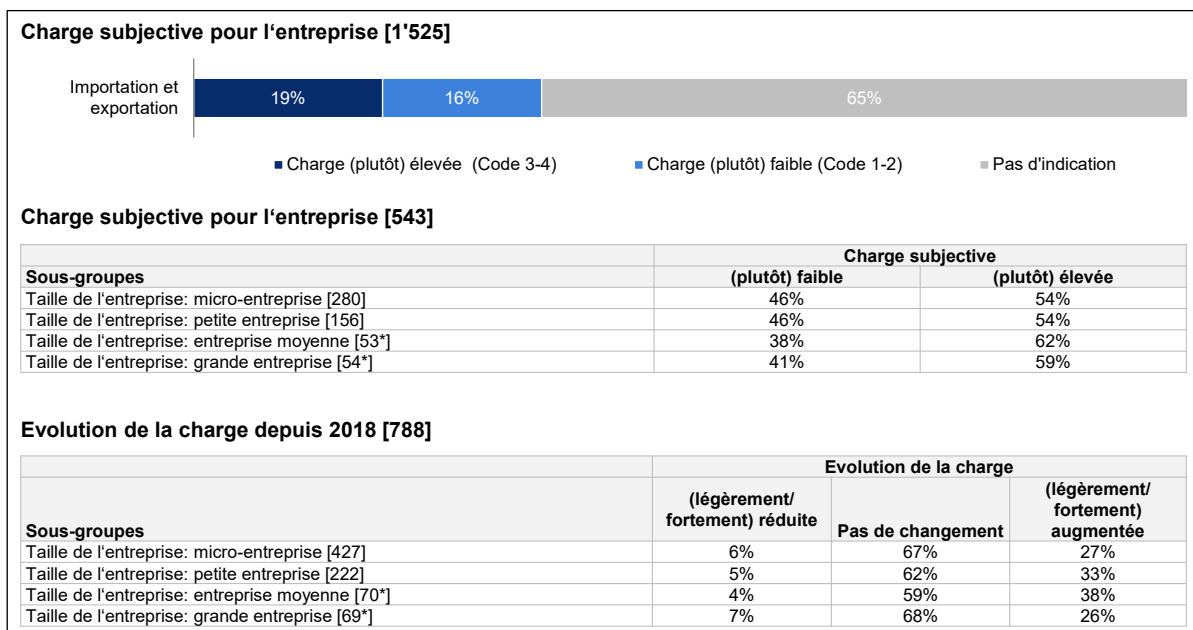 Charge subjective pour l‘entreprise [1'525]
Importation et
exportation
19% 16% 65%
Charge (plutôt) élevée (Code 3-4) Charge (plutôt) faible (Code 1-2) Pas d'indication
Charge subjective pour l‘entreprise [543]
Charge subjective
Sous-groupes (plutôt) faible (plutôt) élevée
Taille de l‘entreprise: micro-entreprise [280] 46% 54%
Taille de l‘entreprise: petite entreprise [156] 46% 54%
Taille de l‘entreprise: entreprise moyenne [53*] 38% 62%
Taille de l‘entreprise: grande entreprise [54*] 41% 59%
Evolution de la charge depuis 2018 [788]
Evolution de la charge
Sous-groupes (légèrement/
fortement) réduite Pas de changement (légèrement/
fortement)
augmentée
Taille de l‘entreprise: micro-entreprise [427] 6% 67% 27%
Taille de l‘entreprise: petite entreprise [222] 5% 62% 33%
Taille de l‘entreprise: entreprise moyenne [70*] 4% 59% 38%
Taille de l‘entreprise: grande entreprise [69*] 7% 68% 26%